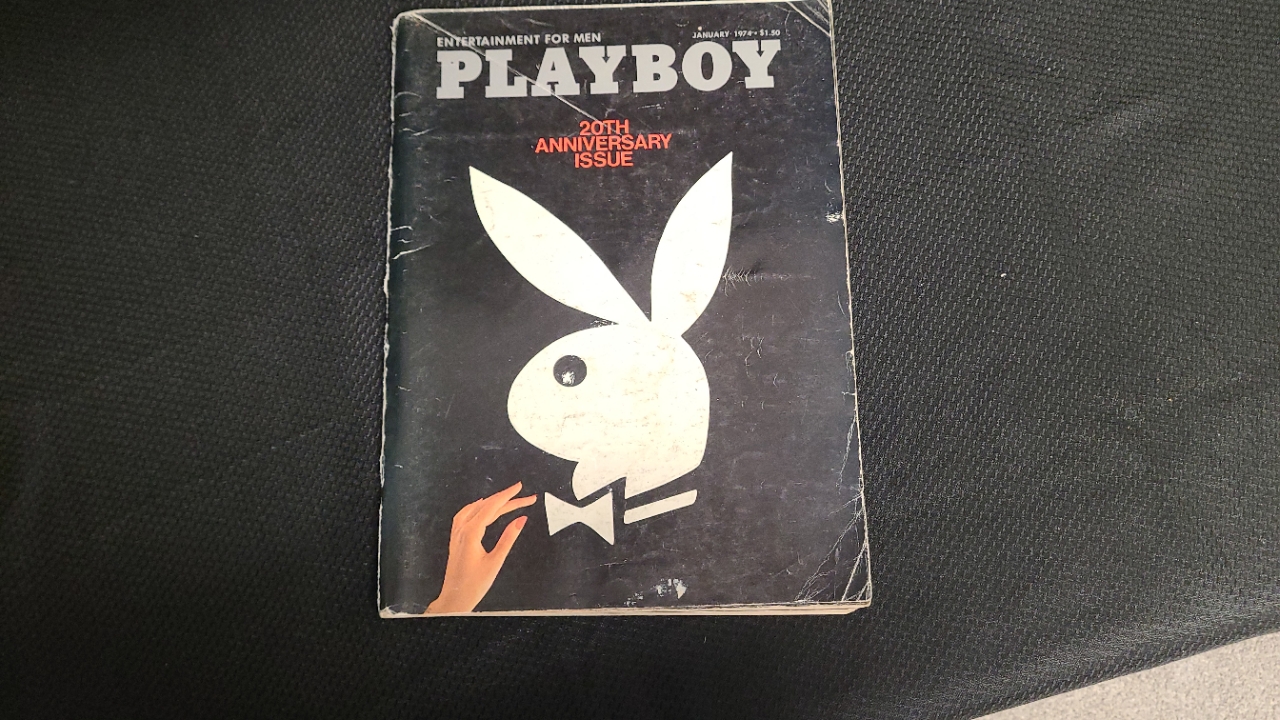 ENTERTAINMENT FOR MEN
JANUARY 1974 • $1.50
PLAYBOY
20TH
ANNIVERSARY
ISSUE